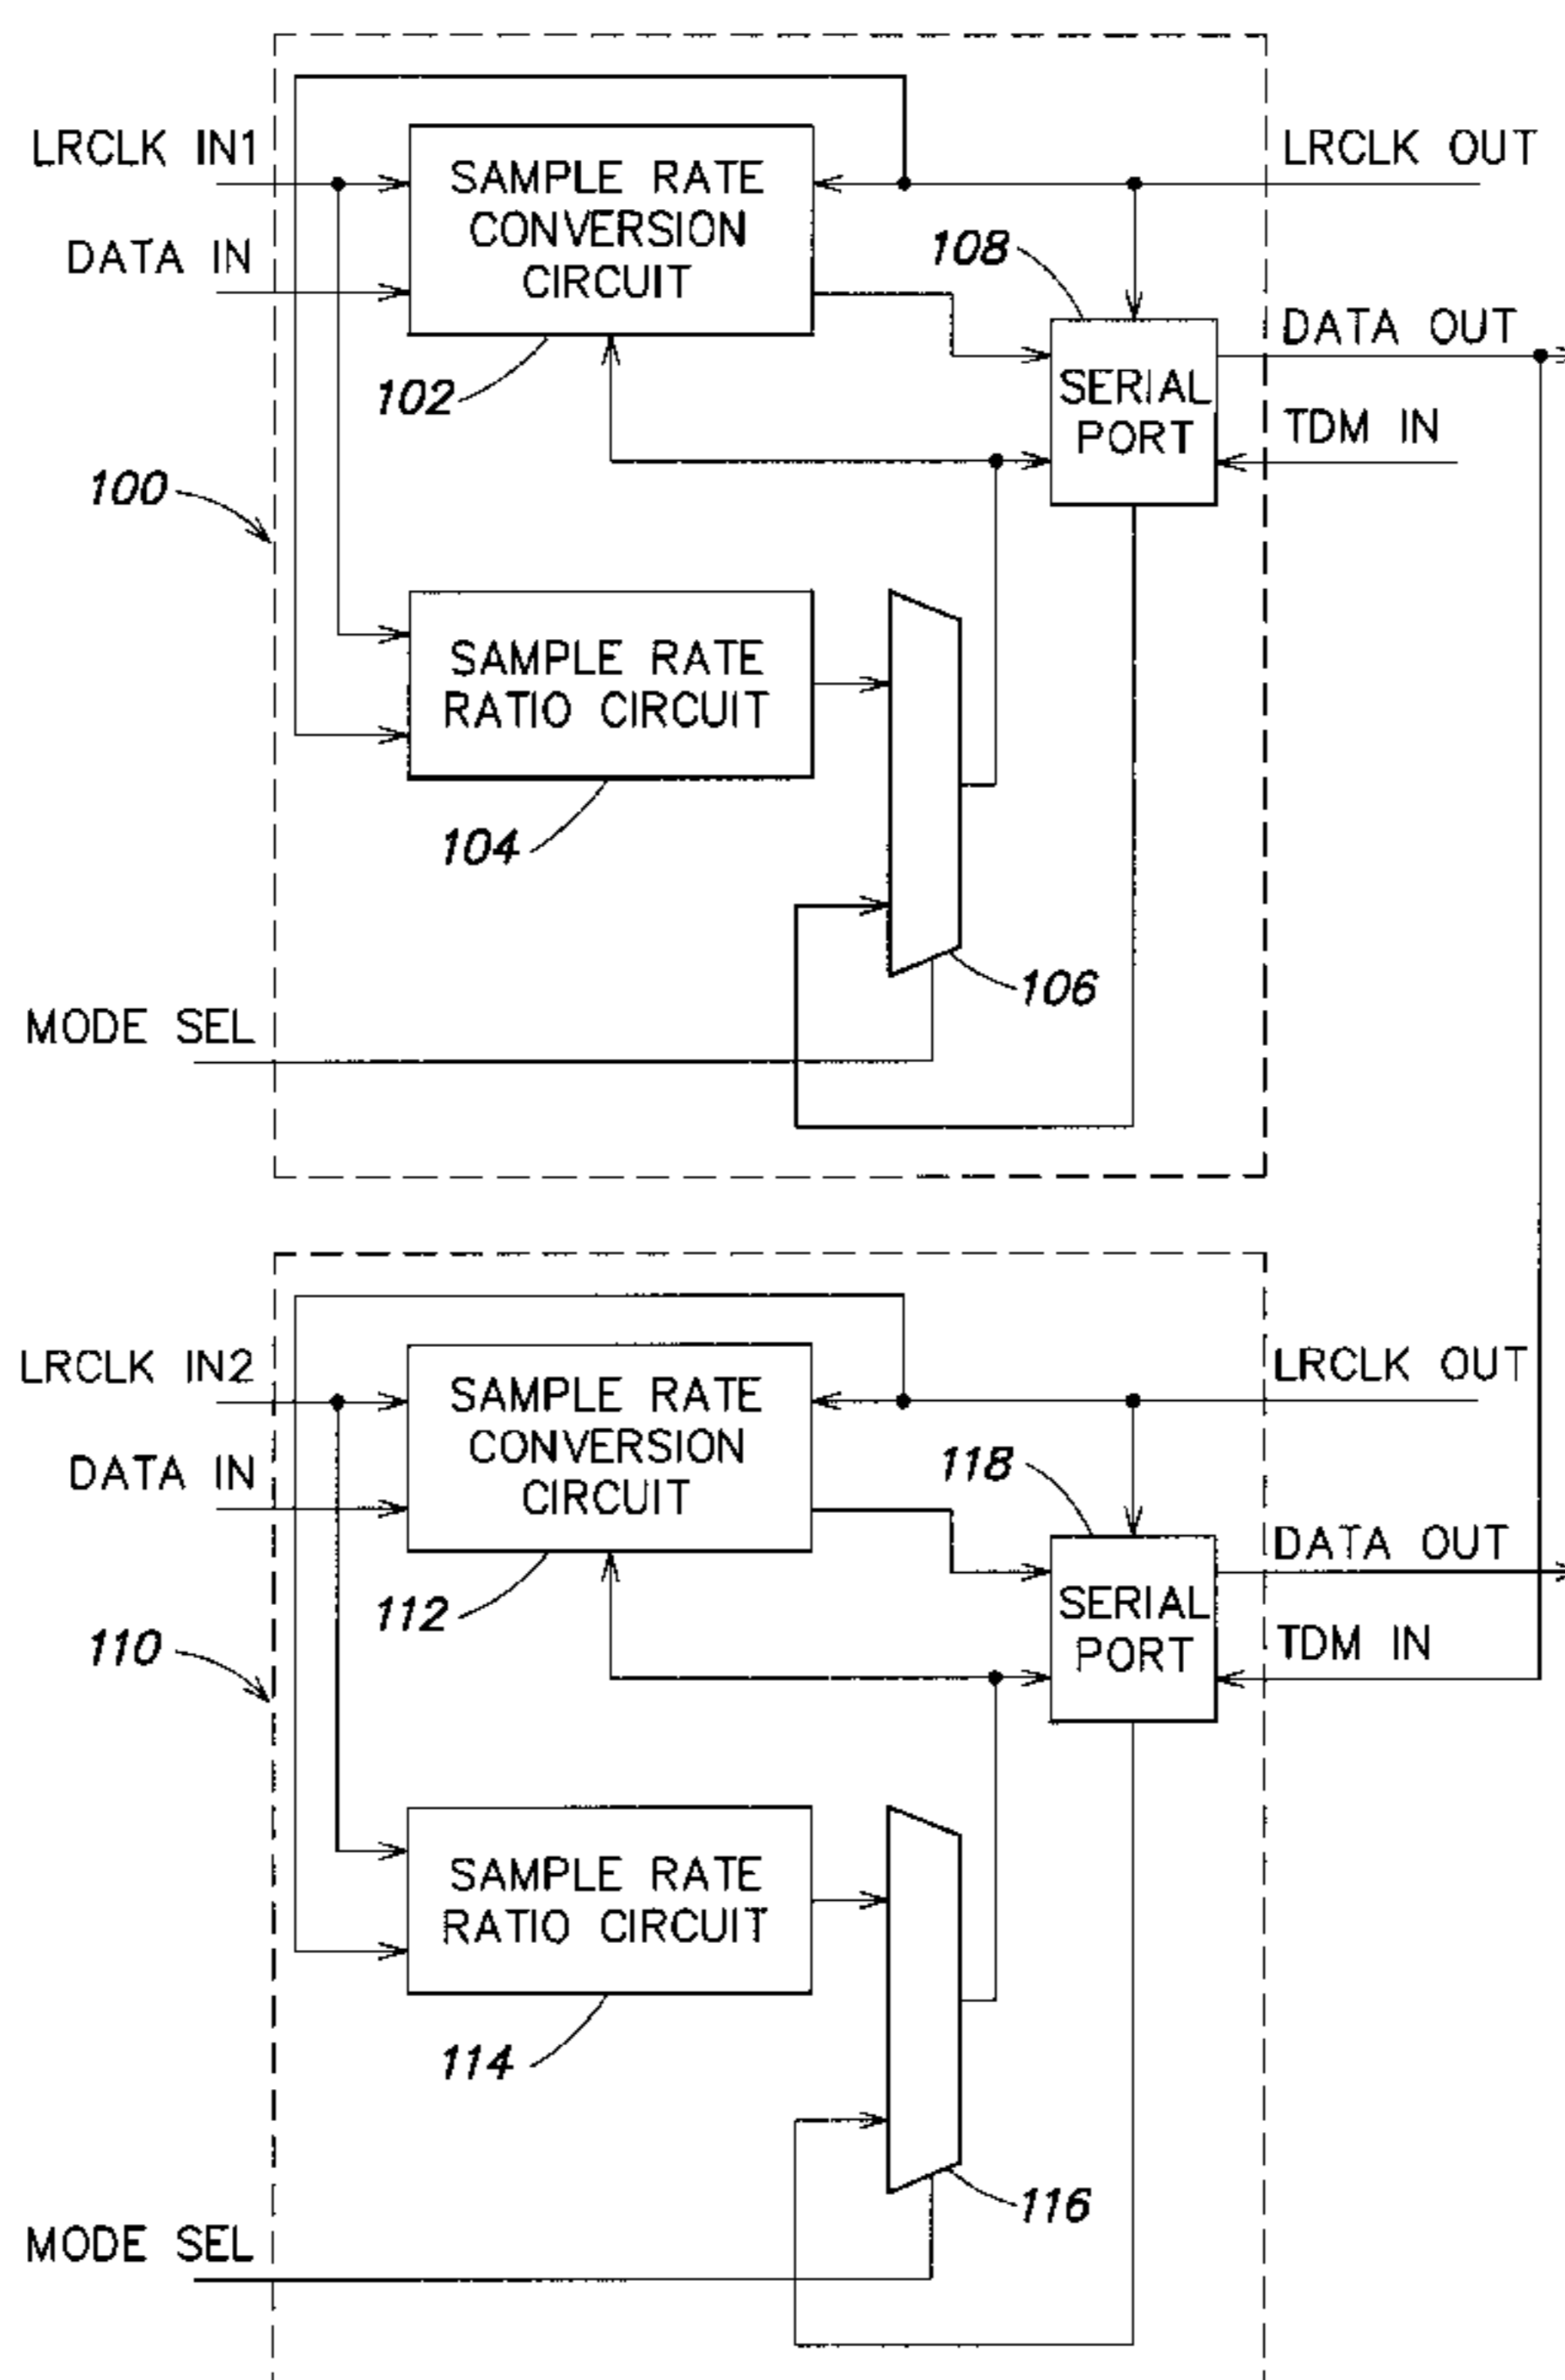 LRCLK IN1
SAMPLE RATE
CONVERSION
CIRCUIT
LRCLK OUT
DATA IN
108
DATA OUT
102
SERIAL
PORT
TDM IN
100
SAMPLE RATE
RATIO CIRCUIT
104
106
MODE SEL
LRCLK IN2
SAMPLE RATE
CONVERSION
CIRCUIT
LRCLK OUT
DATA IN
118
DATA OUT
112
SERIAL
PORT
TDM IN
110
SAMPLE RATE
RATIO CIRCUIT
114
116
MODE SEL